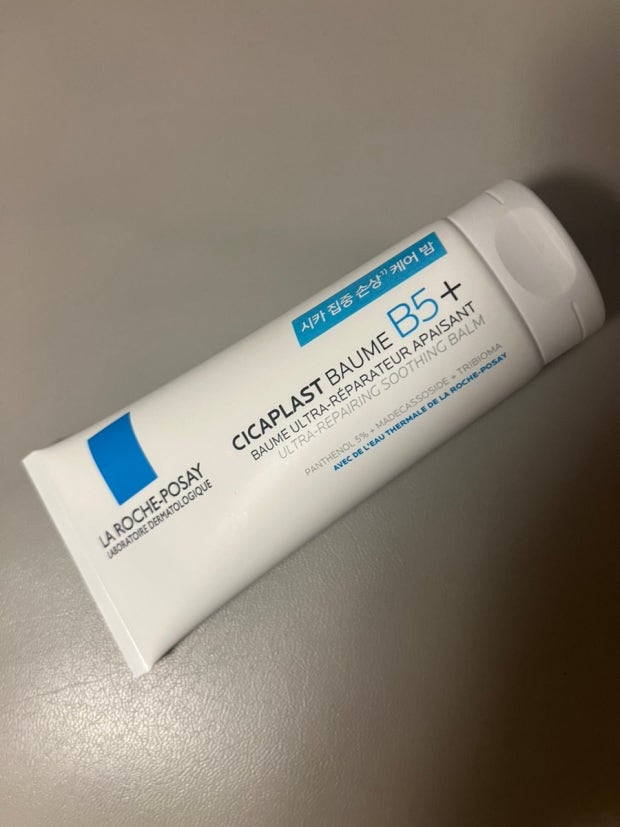 시카 집중 손상¹⁾ 케어 밤
CICAPLAST BAUME B5+
BAUME ULTRA-RÉPARATEUR APAISANT
ULTRA-REPAIRING SOOTHING BALM
PANTHENOL 5% + MADECASSOSIDE + TRIBIOMA
AVEC DE L'EAU THERMALE DE LA ROCHE-POSAY
LA ROCHE-POSAY
LABORATOIRE DERMATOLOGIQUE